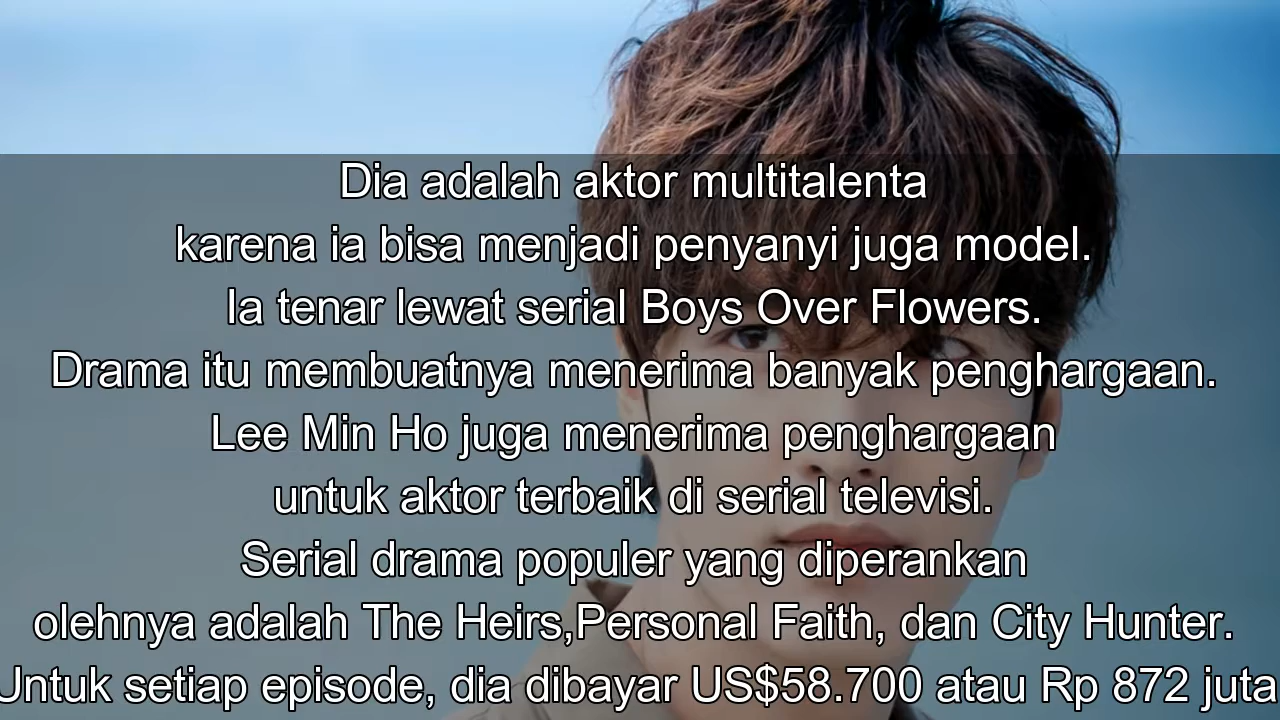 Dia adalah aktor multitalenta
karena ia bisa menjadi penyanyi juga model.
Ia tenar lewat serial Boys Over Flowers.
Drama itu membuatnya menerima banyak penghargaan.
Lee Min Ho juga menerima penghargaan
untuk aktor terbaik di serial televisi.
Serial drama populer yang diperankan
olehnya adalah The Heirs,Personal Faith, dan City Hunter.
Untuk setiap episode, dia dibayar US$58.700 atau Rp 872 juta